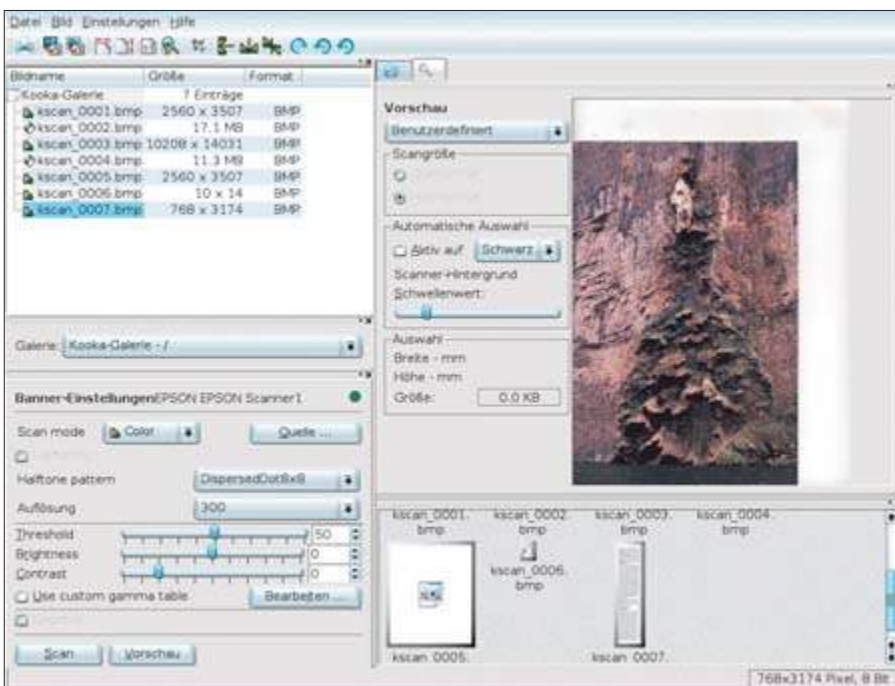 Datei Bild Einstellungen Hilfe
Bildname Größe Format
Kooka-Galerie 7 Einträge
kscan_0001.bmp 2560 x 3507 BMP
kscan_0002.bmp 17.1 MB BMP
kscan_0003.bmp 10208 x 14031 BMP
kscan_0004.bmp 11.3 MB BMP
kscan_0005.bmp 2560 x 3507 BMP
kscan_0006.bmp 10 x 14 BMP
kscan_0007.bmp 768 x 3174 BMP
Galerie: Kooka-Galerie - /
Banner-Einstellungen EPSON EPSON Scanner1
Scan mode Color Quelle ...
Halftone pattern DispersedDot8x8
Auflösung 300
Threshold 50
Brightness 0
Contrast 0
Use custom gamma table Bearbeiten ...
Scan Vorschau
Vorschau
Benutzerdefiniert
Scangröße
Automatische Auswahl
Aktiv auf Schwarz
Scanner-Hintergrund
Schwellenwert:
Auswahl
Breite - mm
Höhe - mm
Größe: 0.0 KB
kscan_0001. kscan_0002. kscan_0003. kscan_0004.
bmp bmp bmp bmp
kscan_0006.
bmp
kscan_0005. kscan_0007.
768x3174 Pixel, 8 Bit